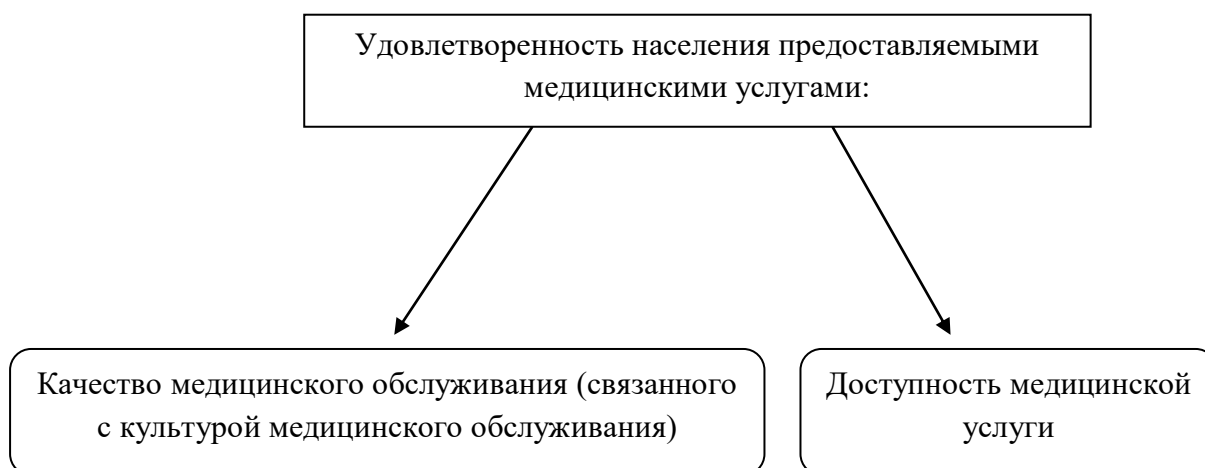 Удовлетворенность населения предоставляемыми
медицинскими услугами:
Качество медицинского обслуживания (связанного
с культурой медицинского обслуживания)
Доступность медицинской
услуги